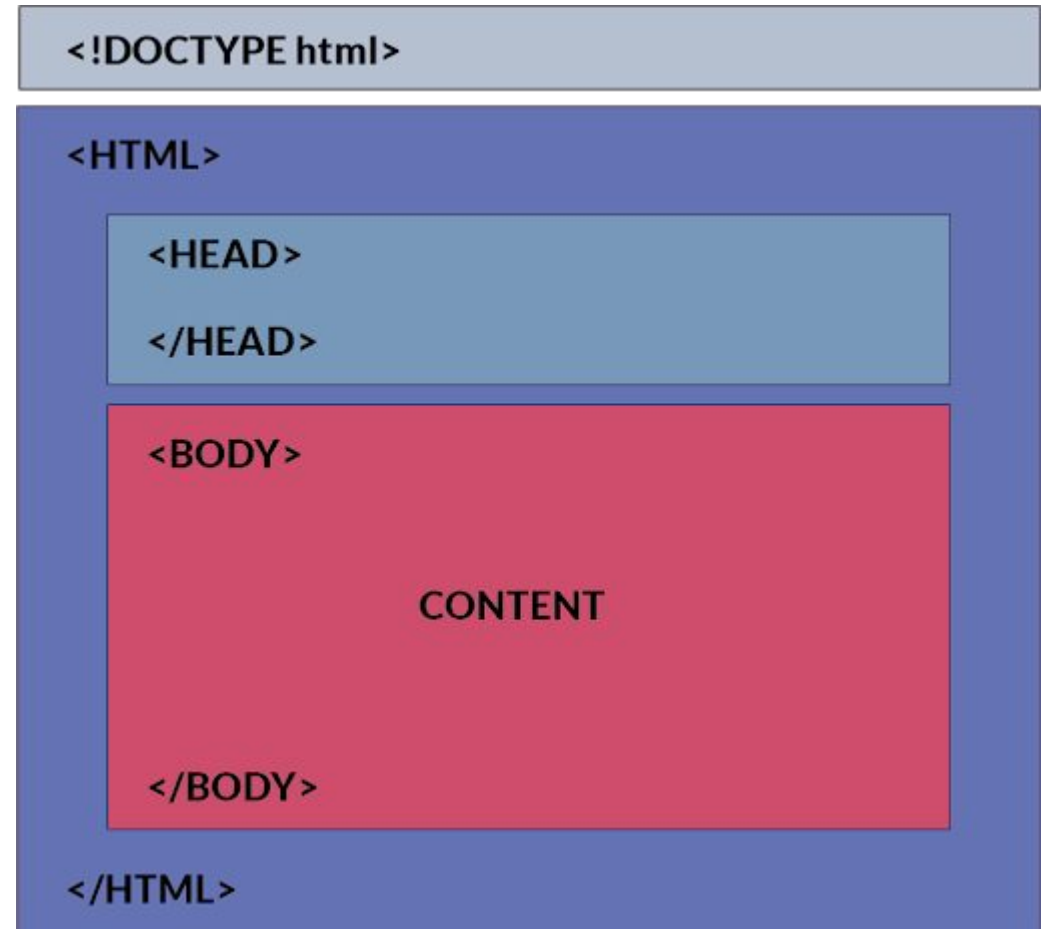 <!DOCTYPE html>
<HTML>
<HEAD>
</HEAD>
<BODY>
CONTENT
</BODY>
</HTML>